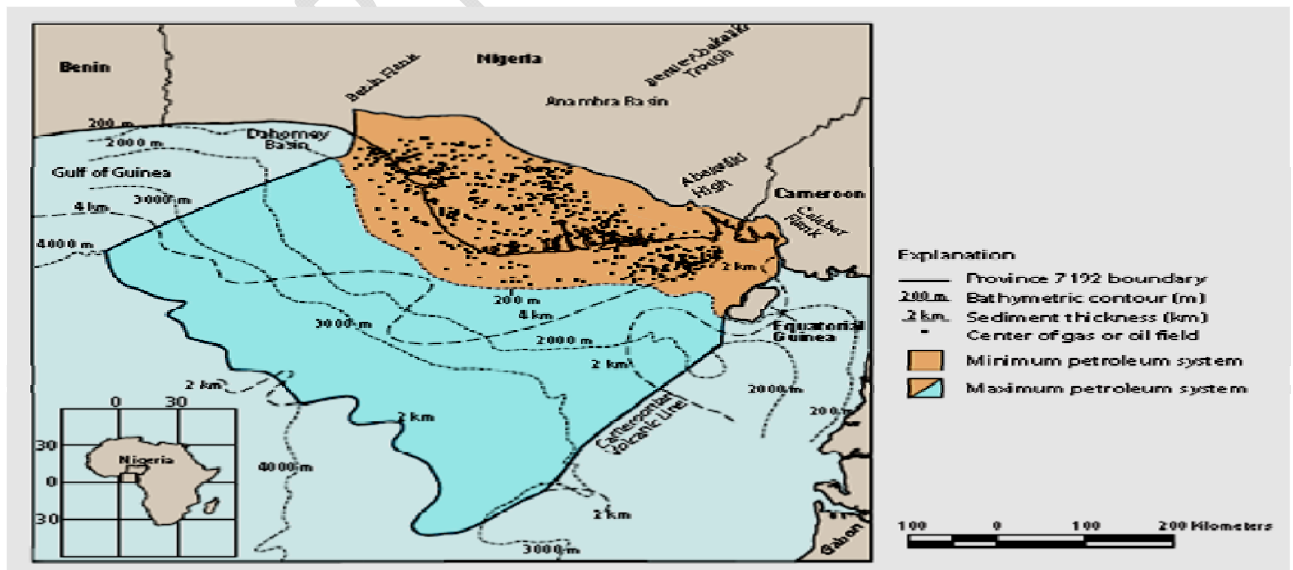 Benin
Nigeria
Benin Flank
Benue-Abakaliki
Trough
Anambra Basin
200 m
2000 m
Dahomey
Basin
Gulf of Guinea
3000 m
4 km
4000 m
Abakaliki
High
Cameroon
Calabar
Flank
2 km
200 m
4 km
3000 m
2000 m
Equatorial
Guinea
2 km
2 km
2000 m
200 m
2 km
Cameroonian
Volcanic Line
4000 m
2 km
3000 m
Gabon
0 30
30
Nigeria
0
30
Explanation
Province 7192 boundary
200 m Bathymetric contour (m)
2 km Sediment thickness (km)
Center of gas or oil field
Minimum petroleum system
Maximum petroleum system
100 0 100 200 Kilometers